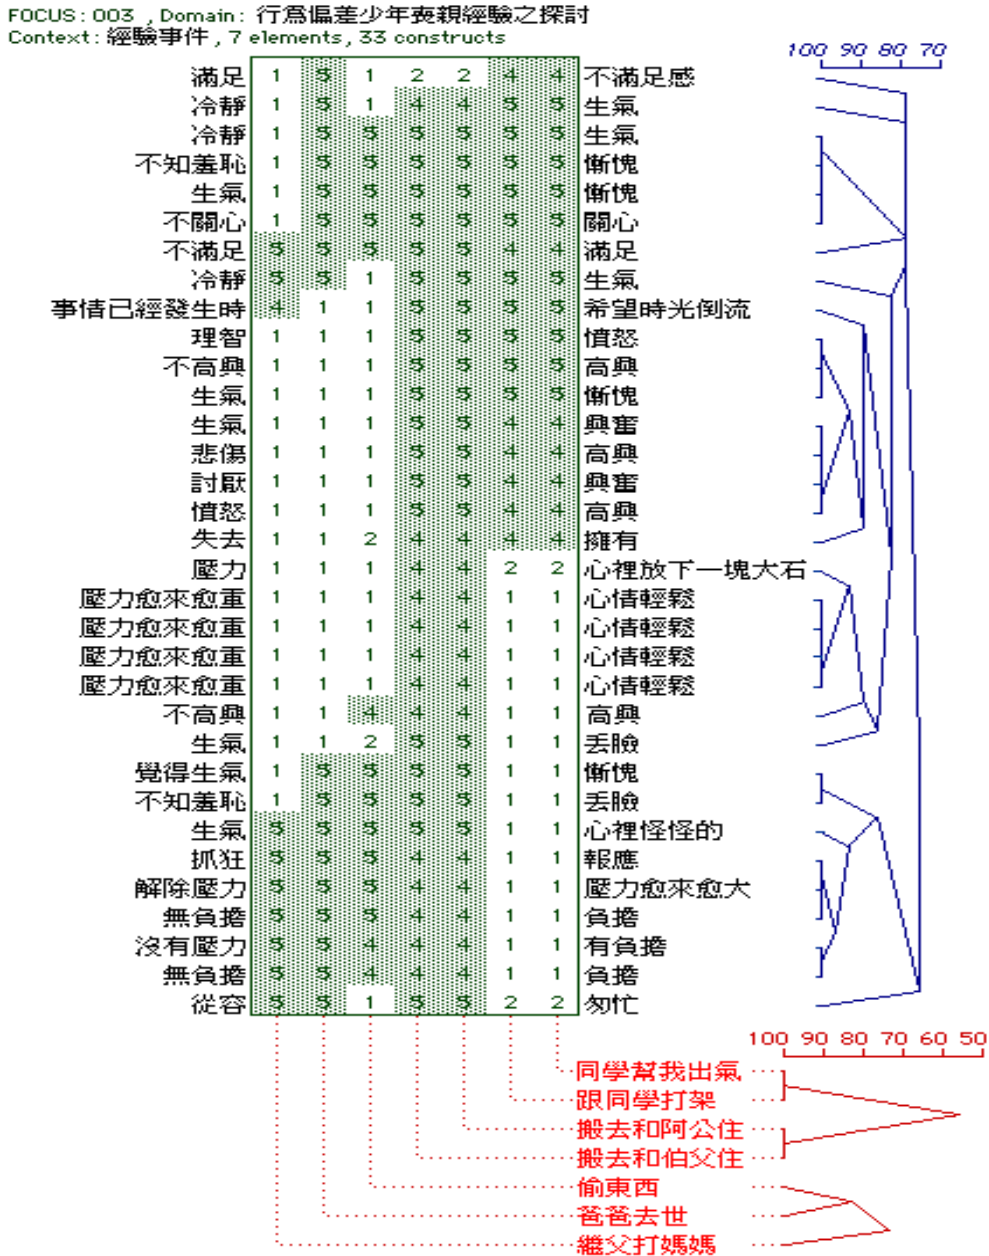 FOCUS: 003 , Domain: 行為偏差少年喪親經驗之探討
Context: 經驗事件 , 7 elements, 33 constructs
100 90 80 70
滿足 1 5 1 2 2 4 4 不滿足感
冷靜 1 5 1 4 4 5 5 生氣
冷靜 1 5 5 5 5 5 5 生氣
不知羞恥 1 5 5 5 5 5 5 慚愧
生氣 1 5 5 5 5 5 5 慚愧
不關心 1 5 5 5 5 5 5 關心
不滿足 5 5 5 5 5 4 4 滿足
冷靜 5 5 1 5 5 5 5 生氣
事情已經發生時 4 1 1 5 5 5 5 希望時光倒流
理智 1 1 1 5 5 5 5 憤怒
不高興 1 1 1 5 5 5 5 高興
生氣 1 1 1 5 5 5 5 慚愧
生氣 1 1 1 5 5 4 4 興奮
悲傷 1 1 1 5 5 4 4 高興
討厭 1 1 1 5 5 4 4 興奮
憤怒 1 1 1 5 5 4 4 高興
失去 1 1 2 4 4 4 4 擁有
壓力 1 1 1 4 4 2 2 心裡放下一塊大石
壓力愈來愈重 1 1 1 4 4 1 1 心情輕鬆
壓力愈來愈重 1 1 1 4 4 1 1 心情輕鬆
壓力愈來愈重 1 1 1 4 4 1 1 心情輕鬆
壓力愈來愈重 1 1 1 4 4 1 1 心情輕鬆
不高興 1 1 4 4 4 1 1 高興
生氣 1 1 2 5 5 1 1 丟臉
覺得生氣 1 5 5 5 5 1 1 慚愧
不知羞恥 1 5 5 5 5 1 1 丟臉
生氣 5 5 5 5 5 1 1 心裡怪怪的
抓狂 5 5 5 4 4 1 1 報應
解除壓力 5 5 5 4 4 1 1 壓力愈來愈大
無負擔 5 5 5 4 4 1 1 負擔
沒有壓力 5 5 4 4 4 1 1 有負擔
無負擔 5 5 4 4 4 1 1 負擔
從容 5 5 1 5 5 2 2 匆忙
100 90 80 70 60 50
同學幫我出氣
跟同學打架
搬去和阿公住
搬去和伯父住
偷東西
爸爸去世
繼父打媽媽